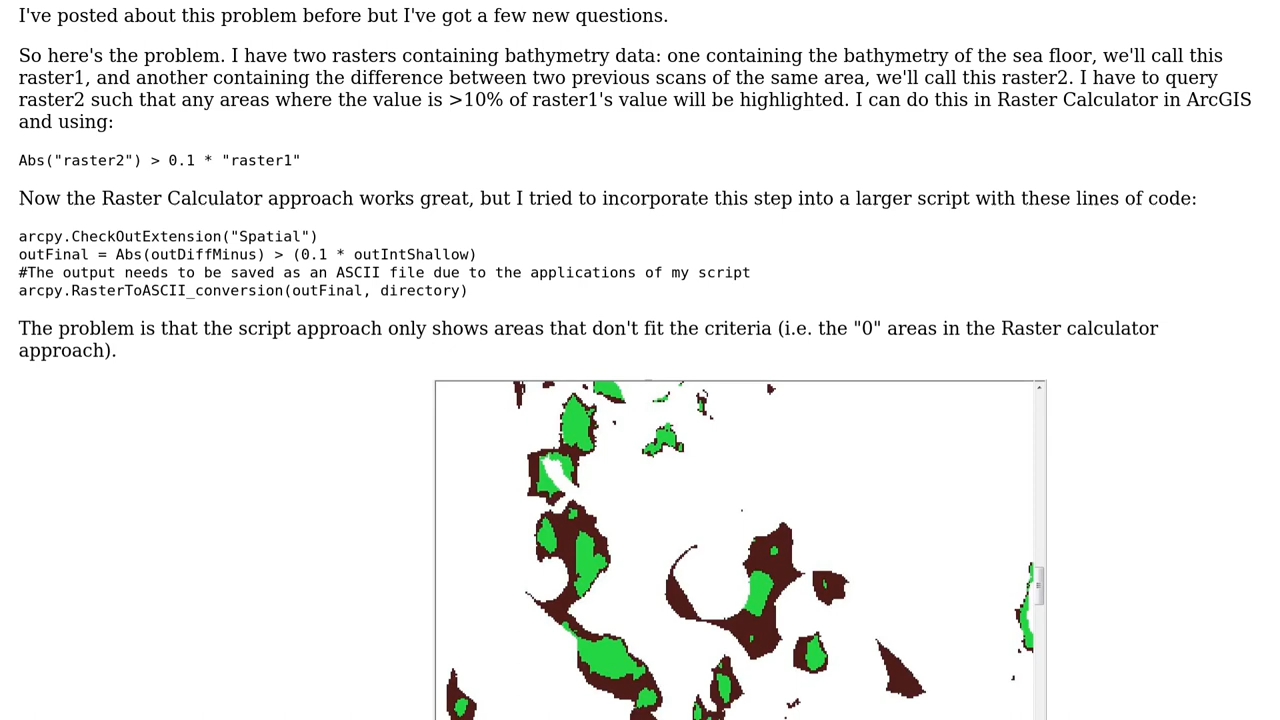 I've posted about this problem before but I've got a few new questions.
So here's the problem. I have two rasters containing bathymetry data: one containing the bathymetry of the sea floor, we'll call this
raster1, and another containing the difference between two previous scans of the same area, we'll call this raster2. I have to query
raster2 such that any areas where the value is >10% of raster1's value will be highlighted. I can do this in Raster Calculator in ArcGIS
and using:
Abs("raster2") > 0.1 * "raster1"
Now the Raster Calculator approach works great, but I tried to incorporate this step into a larger script with these lines of code:
arcpy.CheckOutExtension("Spatial")
outFinal = Abs(outDiffMinus) > (0.1 * outIntShallow)
#The output needs to be saved as an ASCII file due to the applications of my script
arcpy.RasterToASCII_conversion(outFinal, directory)
The problem is that the script approach only shows areas that don't fit the criteria (i.e. the "0" areas in the Raster calculator
approach).